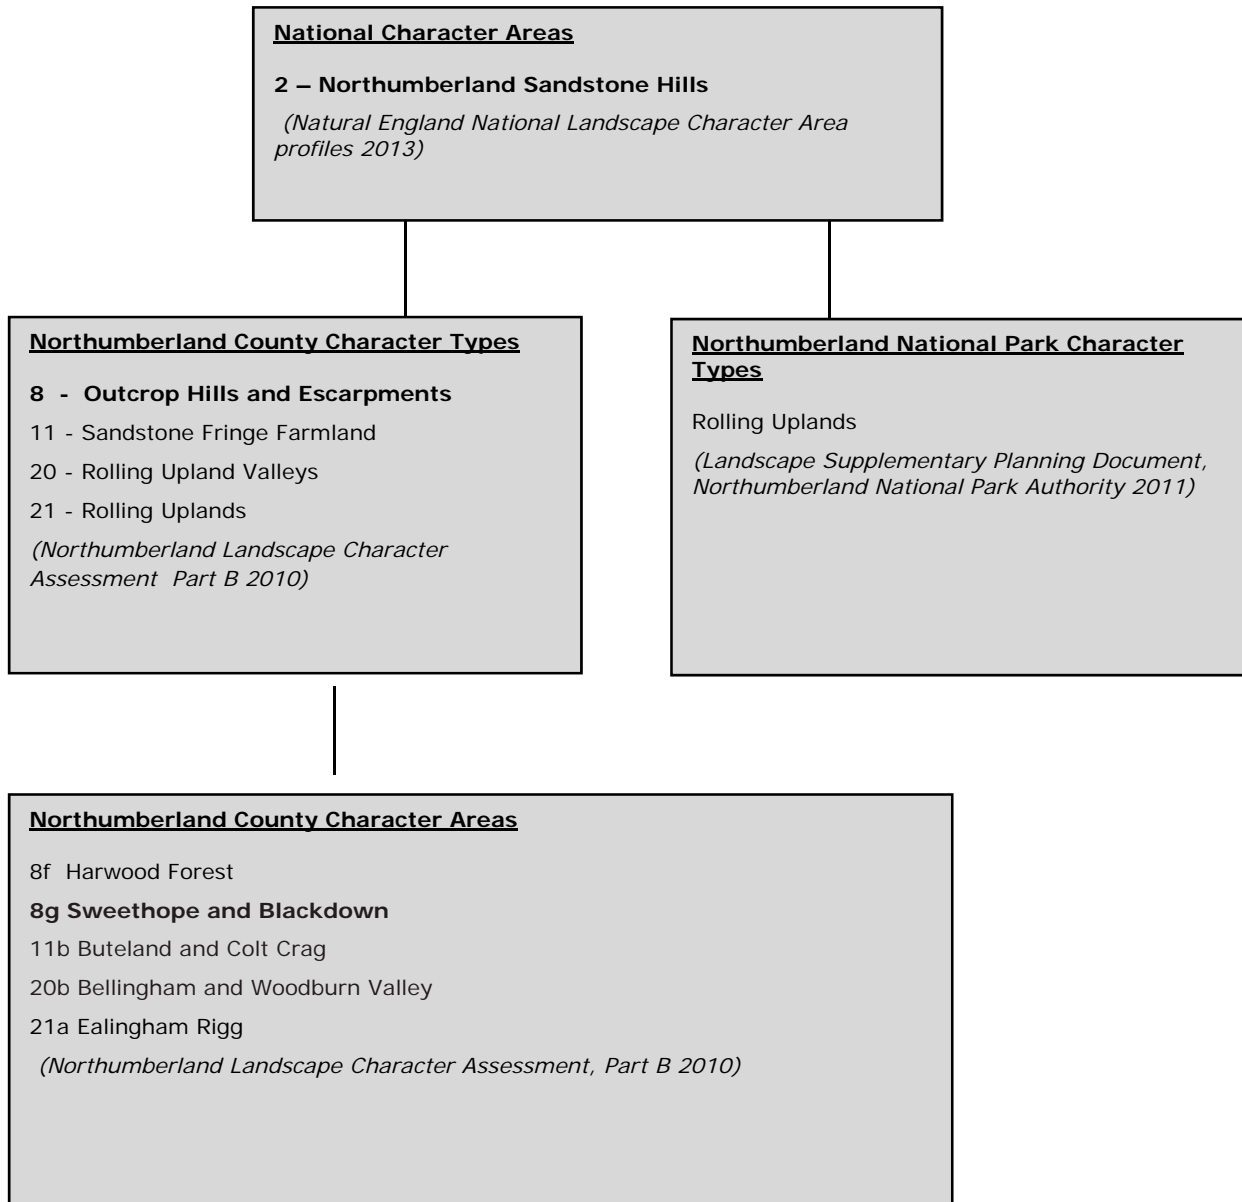 National Character Areas
2 – Northumberland Sandstone Hills
(Natural England National Landscape Character Area
profiles 2013)
Northumberland County Character Types
8 - Outcrop Hills and Escarpments
11 - Sandstone Fringe Farmland
20 - Rolling Upland Valleys
21 - Rolling Uplands
(Northumberland Landscape Character
Assessment Part B 2010)
Northumberland National Park Character
Types
Rolling Uplands
(Landscape Supplementary Planning Document,
Northumberland National Park Authority 2011)
Northumberland County Character Areas
8f Harwood Forest
8g Sweethope and Blackdown
11b Buteland and Colt Crag
20b Bellingham and Woodburn Valley
21a Ealingham Rigg
(Northumberland Landscape Character Assessment, Part B 2010)